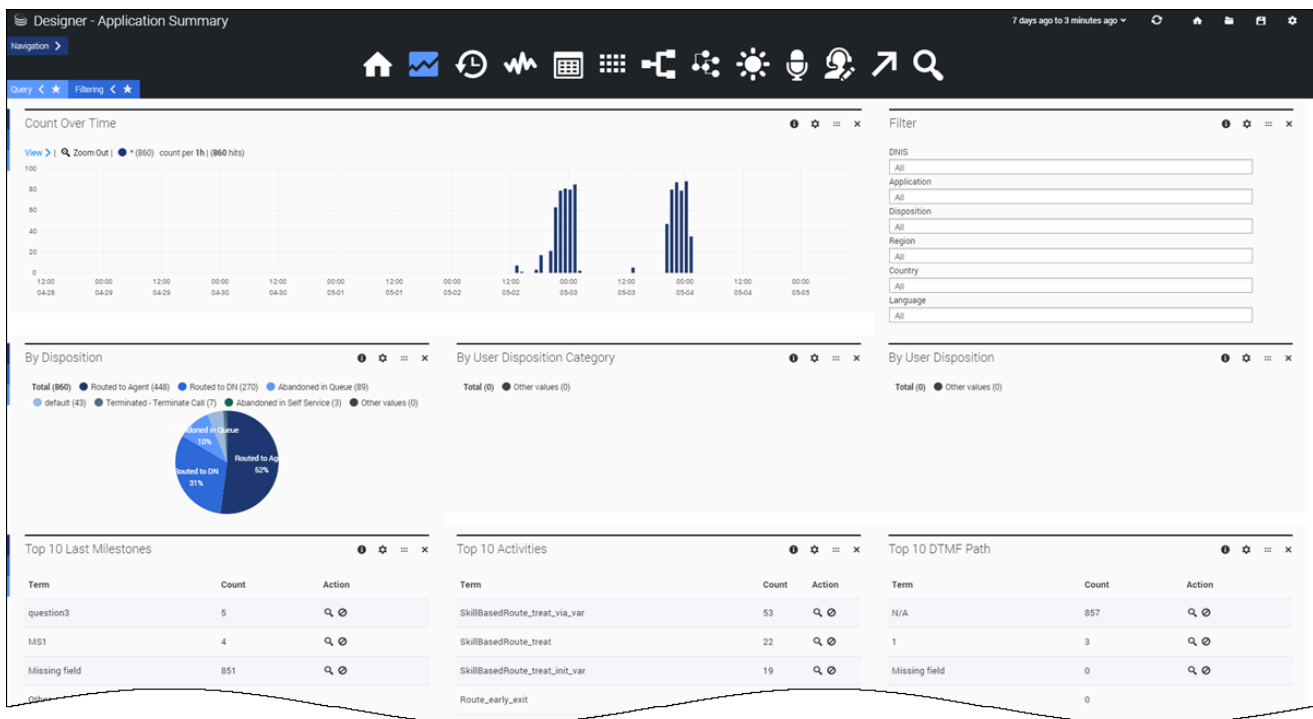 Designer - Application Summary
7 days ago to 3 minutes ago
Navigation
Query
Filtering
Count Over Time
View | Zoom Out | * (860) count per 1h | (860 hits)
100
80
60
40
20
0
12:00 00:00 12:00 00:00 12:00 00:00 12:00 00:00 12:00 00:00 12:00 00:00 12:00 00:00
04-28 04-29 04-29 04-30 04-30 05-01 05-01 05-02 05-02 05-03 05-03 05-04 05-04 05-05
Filter
DNIS
All
Application
All
Disposition
All
Region
All
Country
All
Language
All
By Disposition
Total (860) Routed to Agent (448) Routed to DN (270) Abandoned in Queue (89)
default (43) Terminated - Terminate Call (7) Abandoned in Self Service (3) Other values (0)
doned in Queue
10%
Routed to Ag
52%
outed to DN
31%
By User Disposition Category
Total (0) Other values (0)
By User Disposition
Total (0) Other values (0)
Top 10 Last Milestones
Term Count Action
question3 5
MS1 4
Missing field 851
Top 10 Activities
Term Count Action
SkillBasedRoute_treat_via_var 53
SkillBasedRoute_treat 22
SkillBasedRoute_treat_init_var 19
Route_early_exit
Top 10 DTMF Path
Term Count Action
N/A 857
1 3
Missing field 0
0